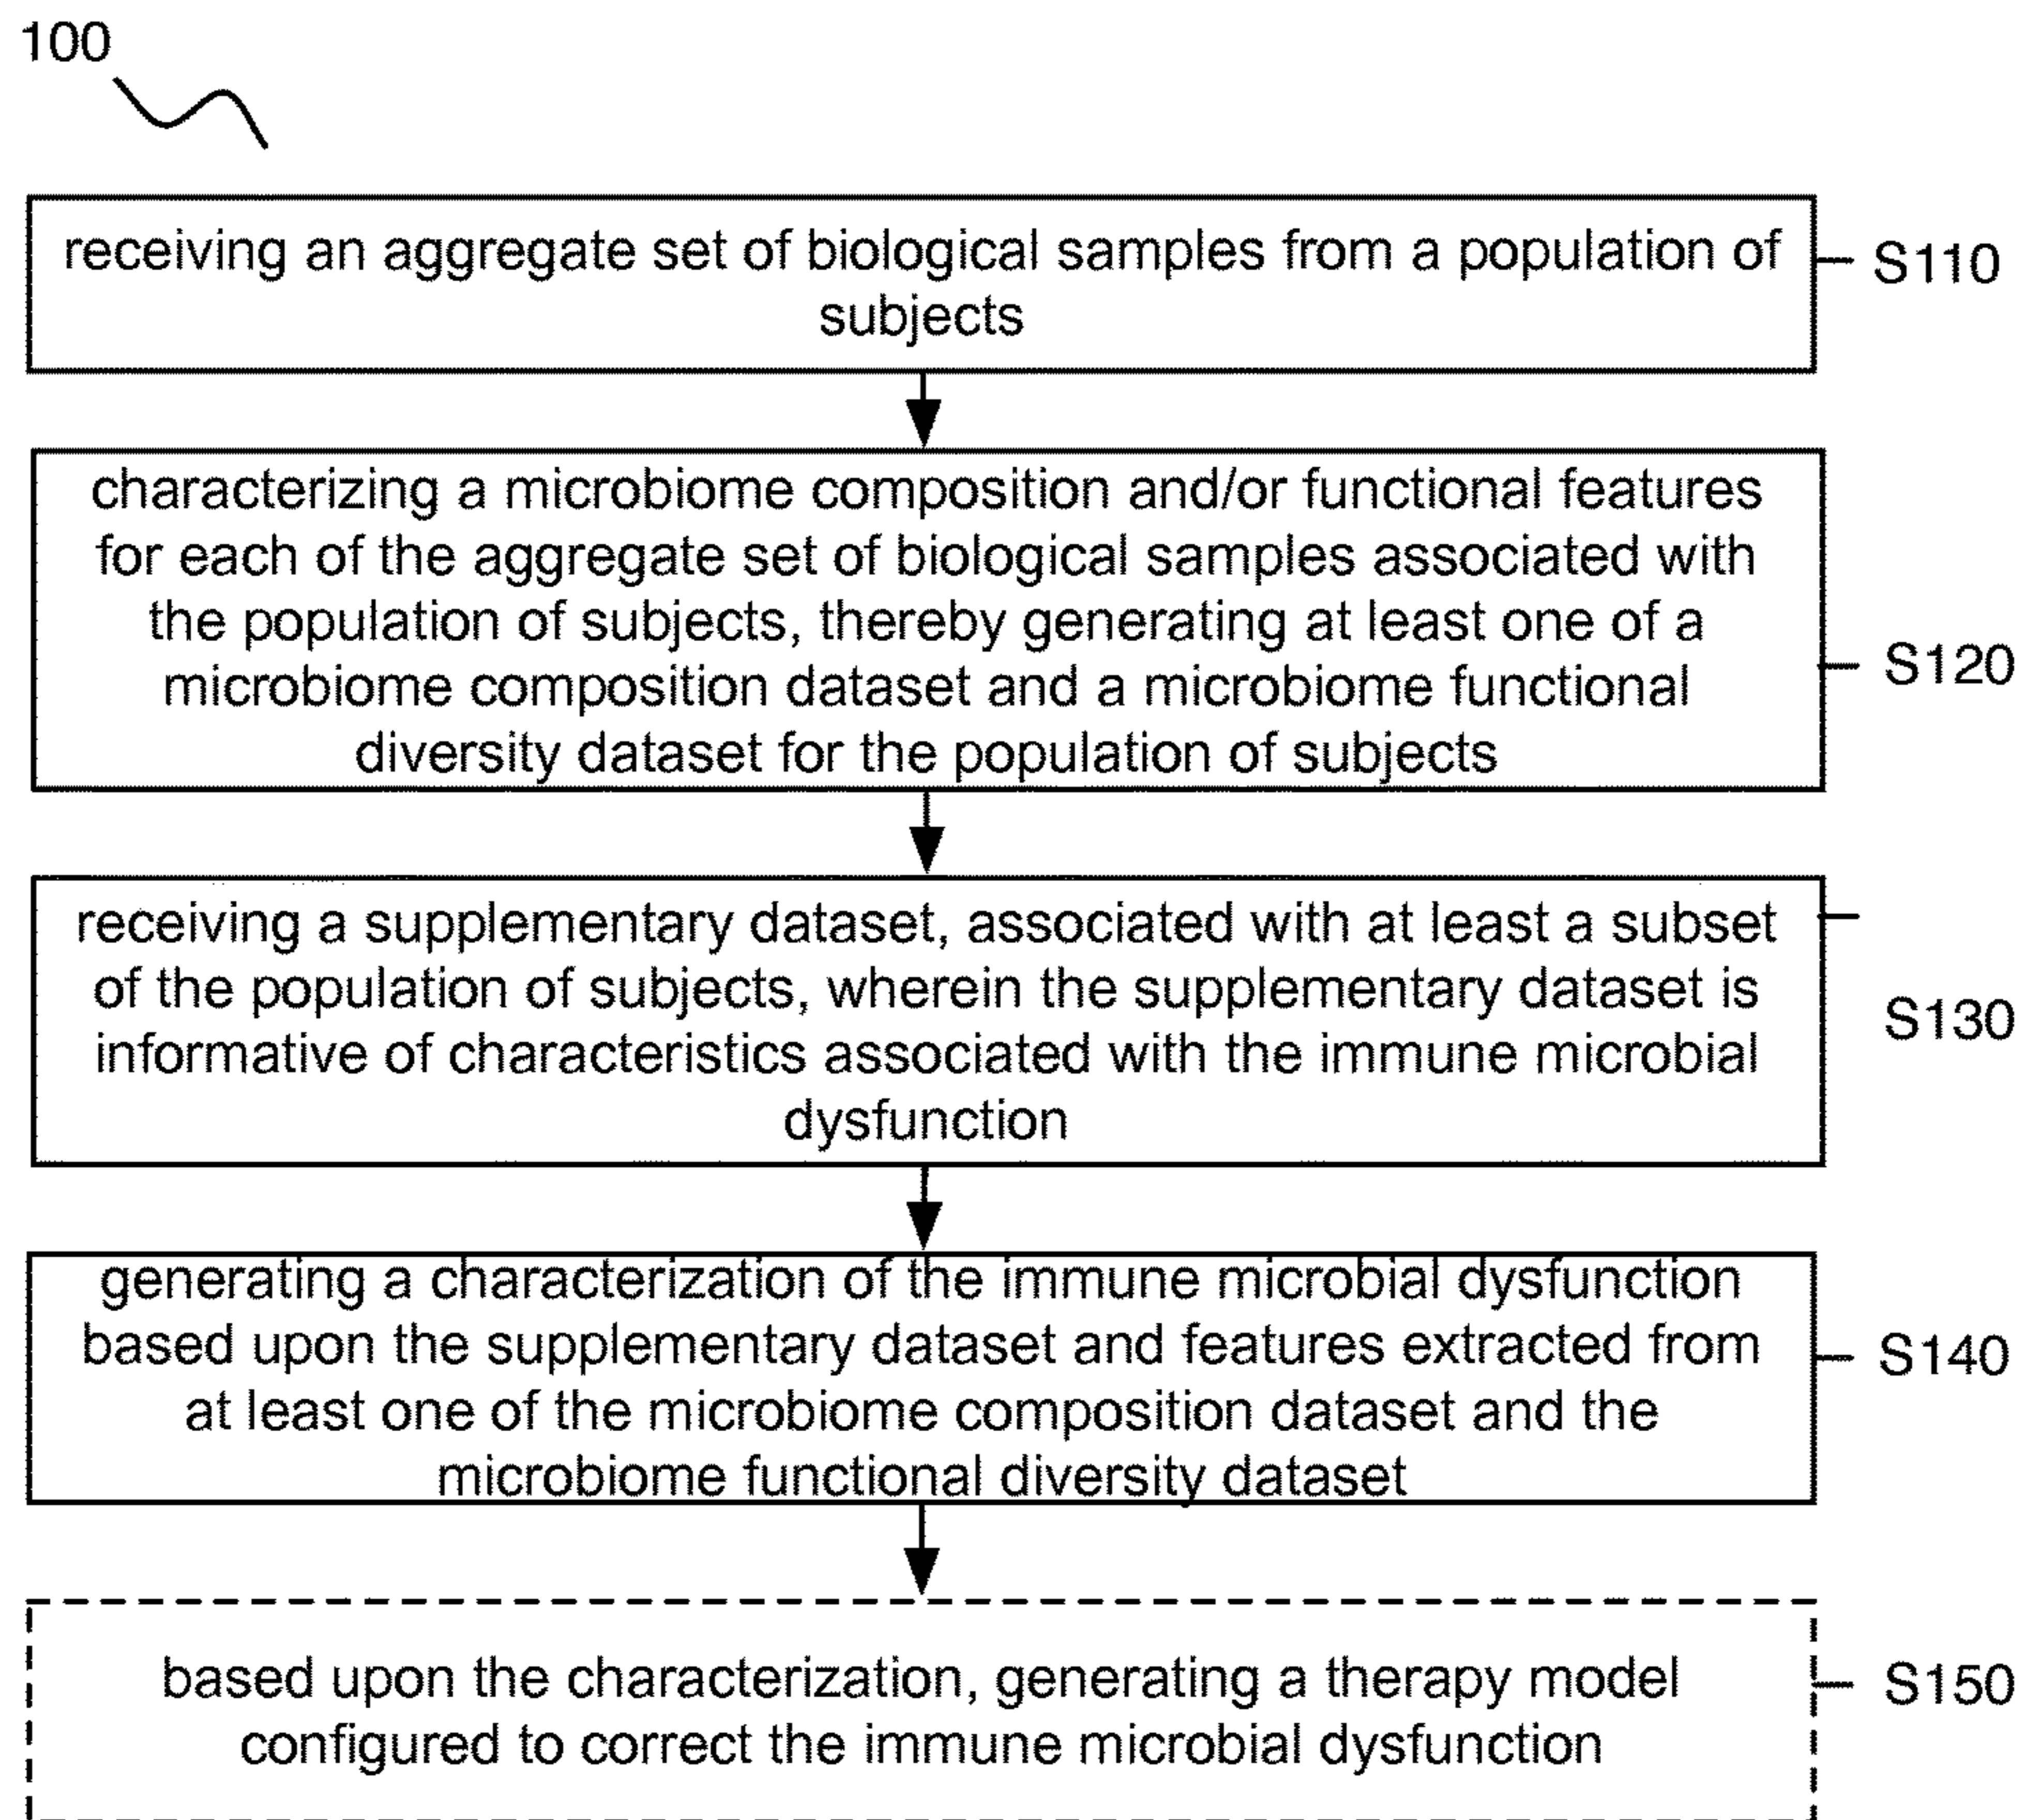 100
receiving an aggregate set of biological samples from a population of
subjects
S110
characterizing a microbiome composition and/or functional features
for each of the aggregate set of biological samples associated with
the population of subjects, thereby generating at least one of a
microbiome composition dataset and a microbiome functional
diversity dataset for the population of subjects
S120
receiving a supplementary dataset, associated with at least a subset
of the population of subjects, wherein the supplementary dataset is
informative of characteristics associated with the immune microbial
dysfunction
S130
generating a characterization of the immune microbial dysfunction
based upon the supplementary dataset and features extracted from
at least one of the microbiome composition dataset and the
microbiome functional diversity dataset
S140
based upon the characterization, generating a therapy model
configured to correct the immune microbial dysfunction
S150